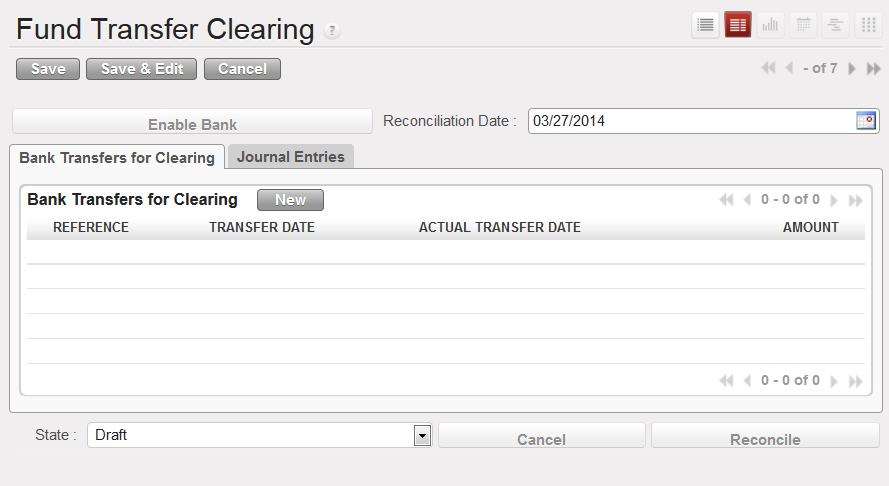 Fund Transfer Clearing ?
Save Save & Edit Cancel - of 7
Enable Bank Reconciliation Date : 03/27/2014
Bank Transfers for Clearing Journal Entries
Bank Transfers for Clearing New 0 - 0 of 0
REFERENCE TRANSFER DATE ACTUAL TRANSFER DATE AMOUNT
0 - 0 of 0
State : Draft Cancel Reconcile